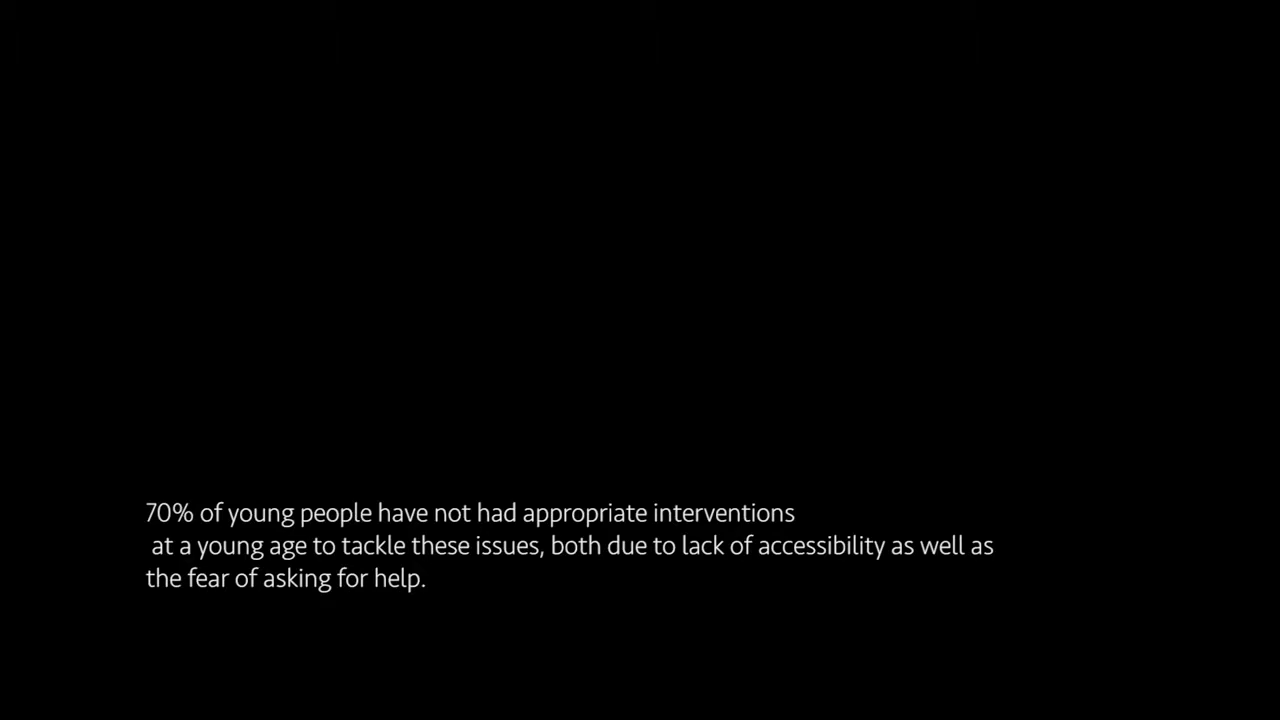 70% of young people have not had appropriate interventions
at a young age to tackle these issues, both due to lack of accessibility as well as
the fear of asking for help.